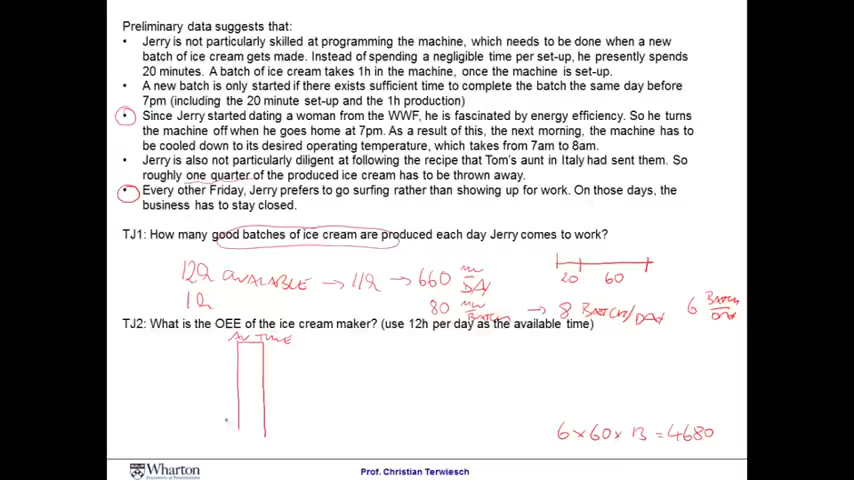 Preliminary data suggests that:
• Jerry is not particularly skilled at programming the machine, which needs to be done when a new
batch of ice cream gets made. Instead of spending a negligible time per set-up, he presently spends
20 minutes. A batch of ice cream takes 1h in the machine, once the machine is set-up.
• A new batch is only started if there exists sufficient time to complete the batch the same day before
7pm (including the 20 minute set-up and the 1h production)
• Since Jerry started dating a woman from the WWF, he is fascinated by energy efficiency. So he turns
the machine off when he goes home at 7pm. As a result of this, the next morning, the machine has to
be cooled down to its desired operating temperature, which takes from 7am to 8am.
• Jerry is also not particularly diligent at following the recipe that Tom's aunt in Italy had sent them. So
roughly one quarter of the produced ice cream has to be thrown away.
• Every other Friday, Jerry prefers to go surfing rather than showing up for work. On those days, the
business has to stay closed.
TJ1: How many good batches of ice cream are produced each day Jerry comes to work?
12h AVAILABLE → 11h → 660 MIN/DAY
20 60
1h
80 MIN/BATCH → 8 BATCH/DAY 6 BATCH/DAY
TJ2: What is the OEE of the ice cream maker? (use 12h per day as the available time)
AV TIME
6×60×13=4680
Wharton
Prof. Christian Terwiesch